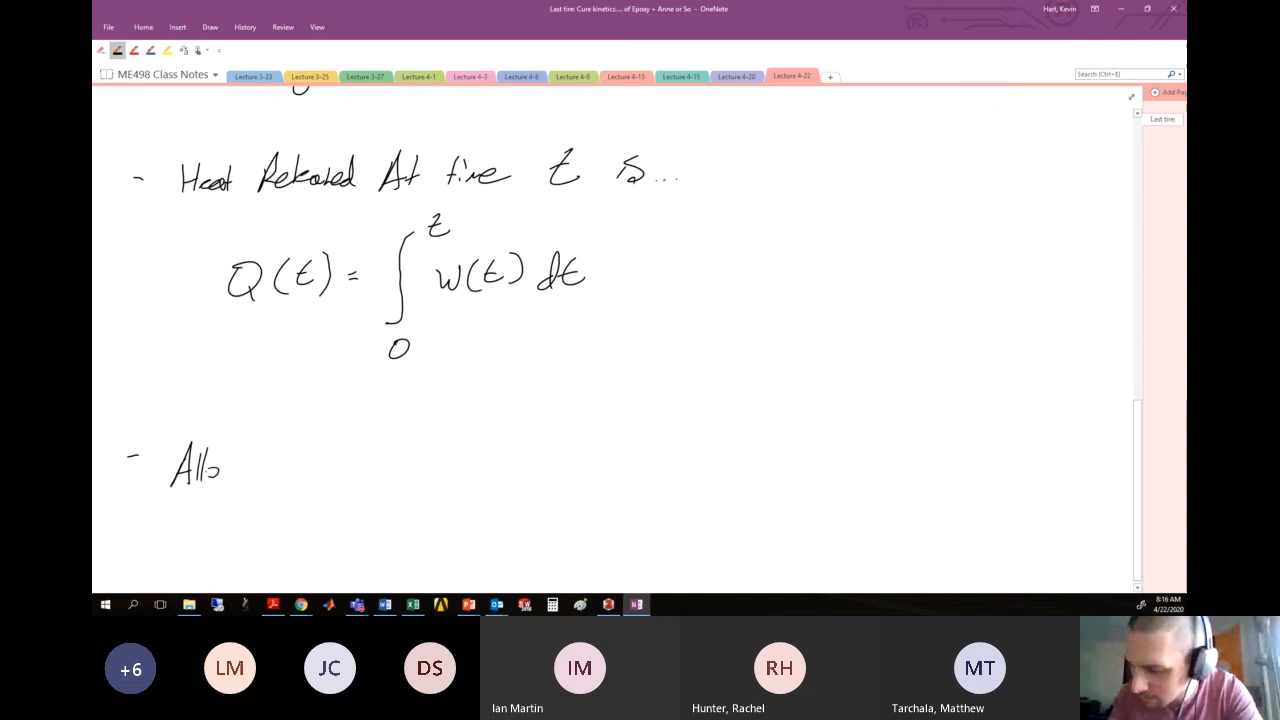 Last tire: Cure kinetics.... of Epoxy + Anne or So - OneNote
Hart, Kevin
File Home Insert Draw History Review View
ME498 Class Notes
Lecture 3-23 Lecture 3-25 Lecture 3-27 Lecture 4-1 Lecture 4-3 Lecture 4-6 Lecture 4-8 Lecture 4-13 Lecture 4-15 Lecture 4-20 Lecture 4-22 +
Search (Ctrl+E)
Add Pag
Last tire:
- Heat Released At time t is...
Q(t) = ∫₀ᵗ w(t) dt
- Allo
8:16 AM
4/22/2020
+6 LM JC DS IM RH MT
Ian Martin Hunter, Rachel Tarchala, Matthew